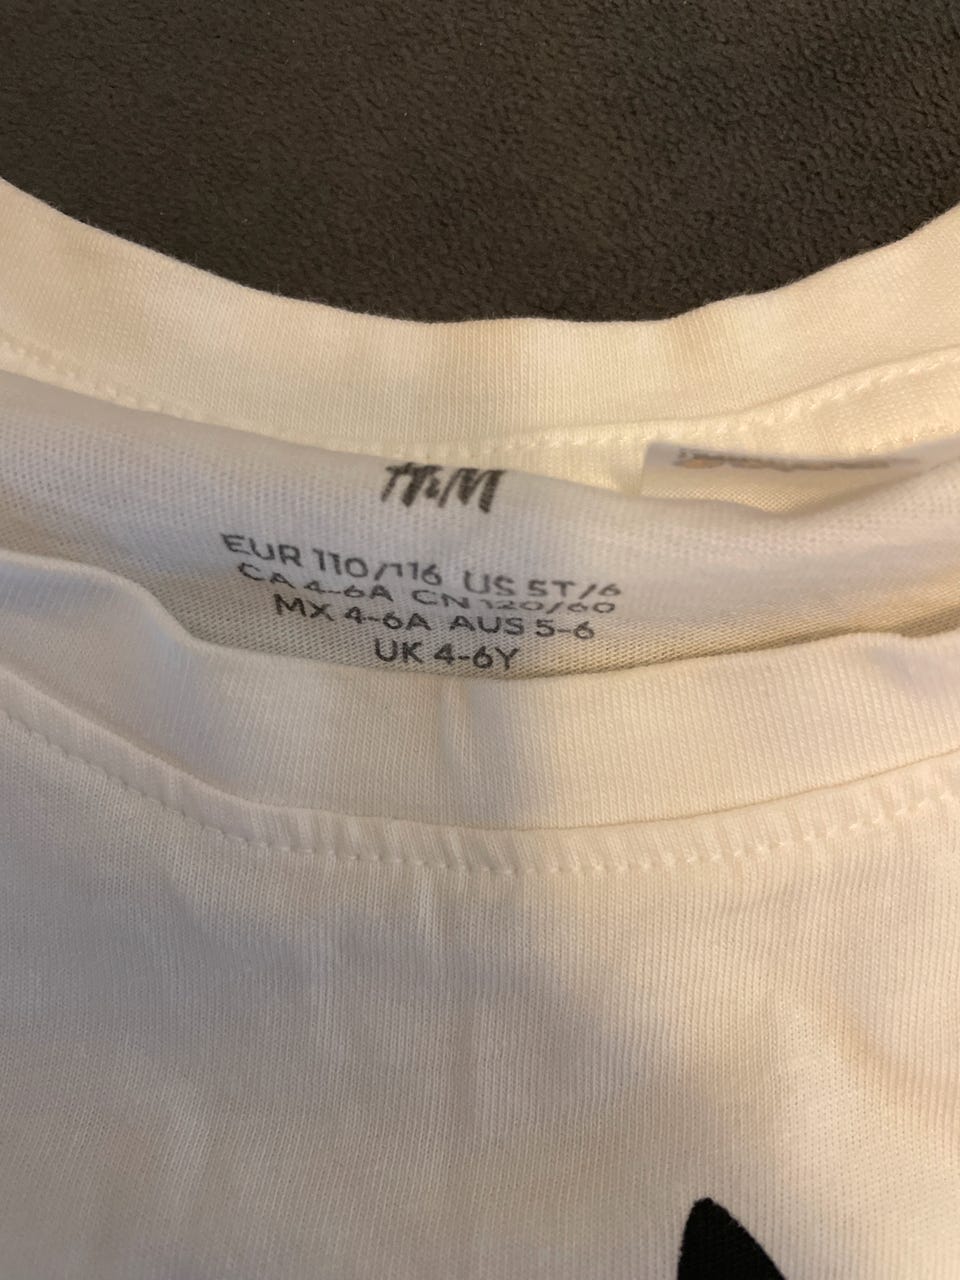 H&M
EUR 110/116 US 5T/6
CA 4-6A CN 120/60
MX 4-6A AUS 5-6
UK 4-6Y